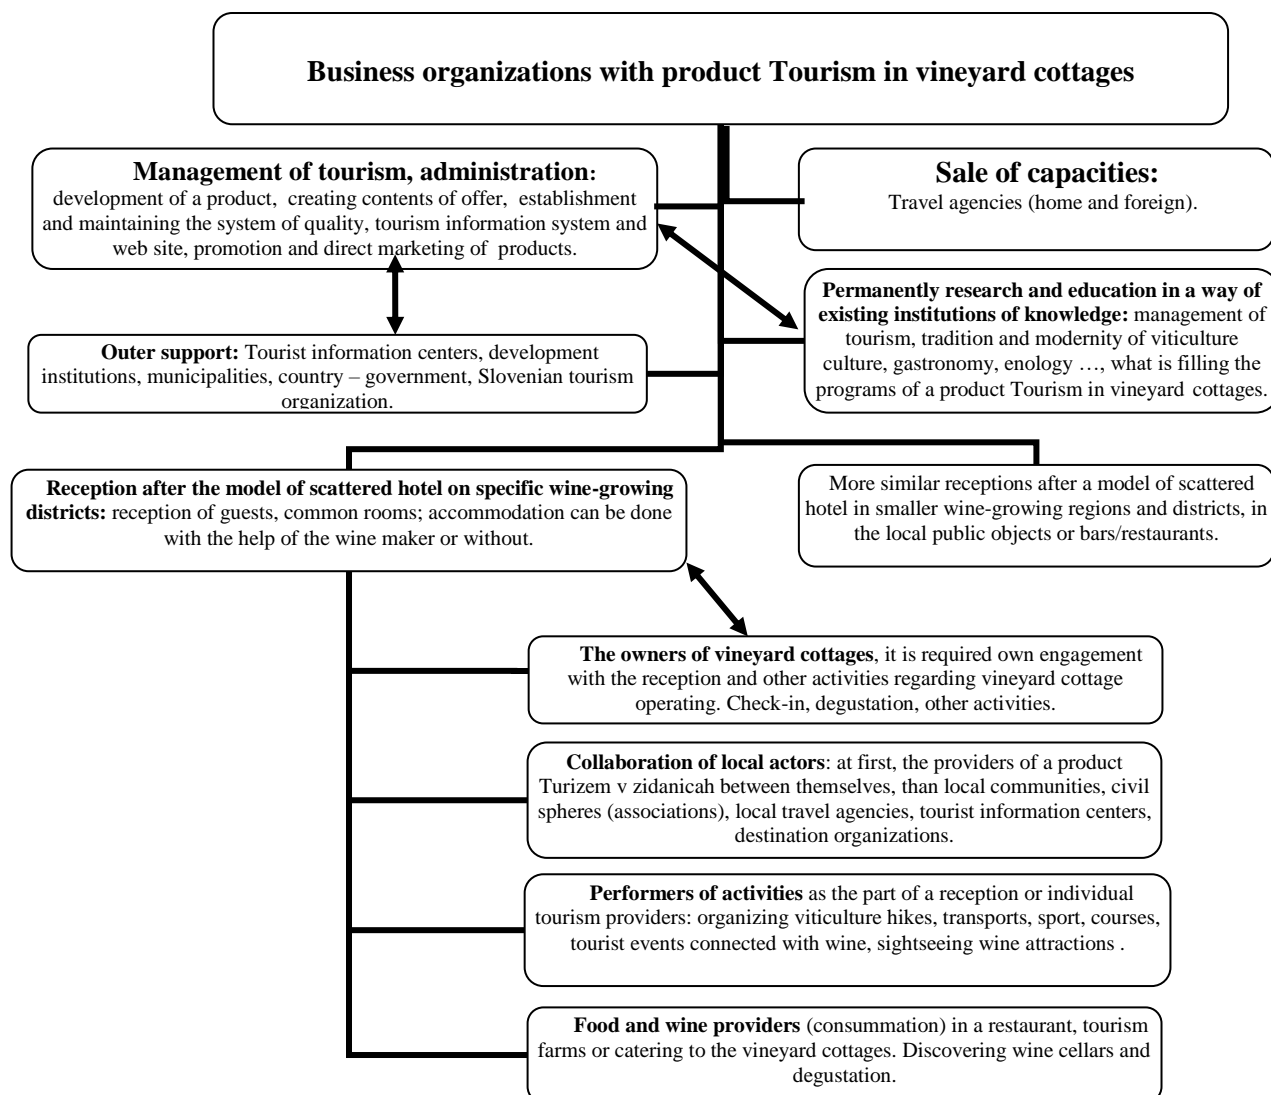 Business organizations with product Tourism in vineyard cottages
Management of tourism, administration:
development of a product, creating contents of offer, establishment
and maintaining the system of quality, tourism information system and
web site, promotion and direct marketing of products.
Sale of capacities:
Travel agencies (home and foreign).
Permanently research and education in a way of
existing institutions of knowledge: management of
tourism, tradition and modernity of viticulture
culture, gastronomy, enology …, what is filling the
programs of a product Tourism in vineyard cottages.
Outer support: Tourist information centers, development
institutions, municipalities, country – government, Slovenian tourism
organization.
Reception after the model of scattered hotel on specific wine-growing
districts: reception of guests, common rooms; accommodation can be done
with the help of the wine maker or without.
More similar receptions after a model of scattered
hotel in smaller wine-growing regions and districts, in
the local public objects or bars/restaurants.
The owners of vineyard cottages, it is required own engagement
with the reception and other activities regarding vineyard cottage
operating. Check-in, degustation, other activities.
Collaboration of local actors: at first, the providers of a product
Turizem v zidanicah between themselves, than local communities, civil
spheres (associations), local travel agencies, tourist information centers,
destination organizations.
Performers of activities as the part of a reception or individual
tourism providers: organizing viticulture hikes, transports, sport, courses,
tourist events connected with wine, sightseeing wine attractions .
Food and wine providers (consummation) in a restaurant, tourism
farms or catering to the vineyard cottages. Discovering wine cellars and
degustation.